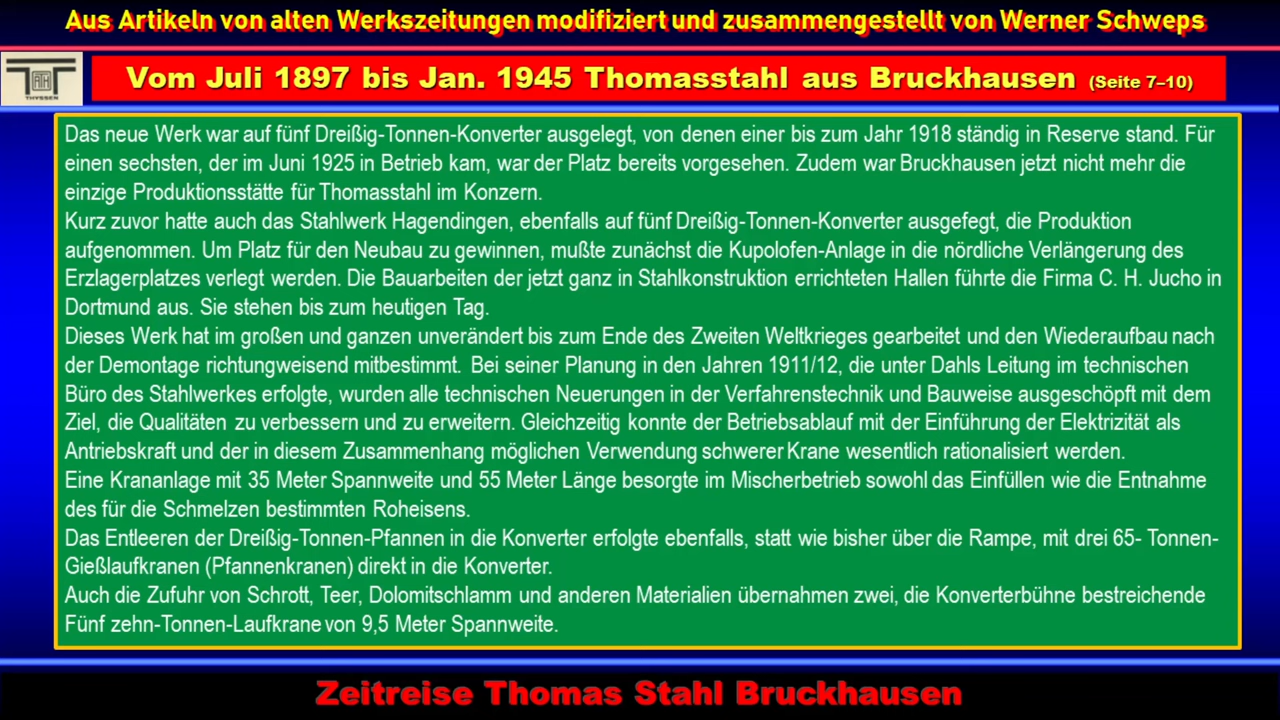 Aus Artikeln von alten Werkszeitungen modifiziert und zusammengestellt von Werner Schweps
ATH
THYSSEN
Vom Juli 1897 bis Jan. 1945 Thomasstahl aus Bruckhausen (Seite 7–10)
Das neue Werk war auf fünf Dreißig-Tonnen-Konverter ausgelegt, von denen einer bis zum Jahr 1918 ständig in Reserve stand. Für
einen sechsten, der im Juni 1925 in Betrieb kam, war der Platz bereits vorgesehen. Zudem war Bruckhausen jetzt nicht mehr die
einzige Produktionsstätte für Thomasstahl im Konzern.
Kurz zuvor hatte auch das Stahlwerk Hagendingen, ebenfalls auf fünf Dreißig-Tonnen-Konverter ausgefegt, die Produktion
aufgenommen. Um Platz für den Neubau zu gewinnen, mußte zunächst die Kupolofen-Anlage in die nördliche Verlängerung des
Erzlagerplatzes verlegt werden. Die Bauarbeiten der jetzt ganz in Stahlkonstruktion errichteten Hallen führte die Firma C. H. Jucho in
Dortmund aus. Sie stehen bis zum heutigen Tag.
Dieses Werk hat im großen und ganzen unverändert bis zum Ende des Zweiten Weltkrieges gearbeitet und den Wiederaufbau nach
der Demontage richtungweisend mitbestimmt. Bei seiner Planung in den Jahren 1911/12, die unter Dahls Leitung im technischen
Büro des Stahlwerkes erfolgte, wurden alle technischen Neuerungen in der Verfahrenstechnik und Bauweise ausgeschöpft mit dem
Ziel, die Qualitäten zu verbessern und zu erweitern. Gleichzeitig konnte der Betriebsablauf mit der Einführung der Elektrizität als
Antriebskraft und der in diesem Zusammenhang möglichen Verwendung schwerer Krane wesentlich rationalisiert werden.
Eine Krananlage mit 35 Meter Spannweite und 55 Meter Länge besorgte im Mischerbetrieb sowohl das Einfüllen wie die Entnahme
des für die Schmelzen bestimmten Roheisens.
Das Entleeren der Dreißig-Tonnen-Pfannen in die Konverter erfolgte ebenfalls, statt wie bisher über die Rampe, mit drei 65- Tonnen-
Gießlaufkranen (Pfannenkranen) direkt in die Konverter.
Auch die Zufuhr von Schrott, Teer, Dolomitschlamm und anderen Materialien übernahmen zwei, die Konverterbühne bestreichende
Fünf zehn-Tonnen-Laufkrane von 9,5 Meter Spannweite.
Zeitreise Thomas Stahl Bruckhausen